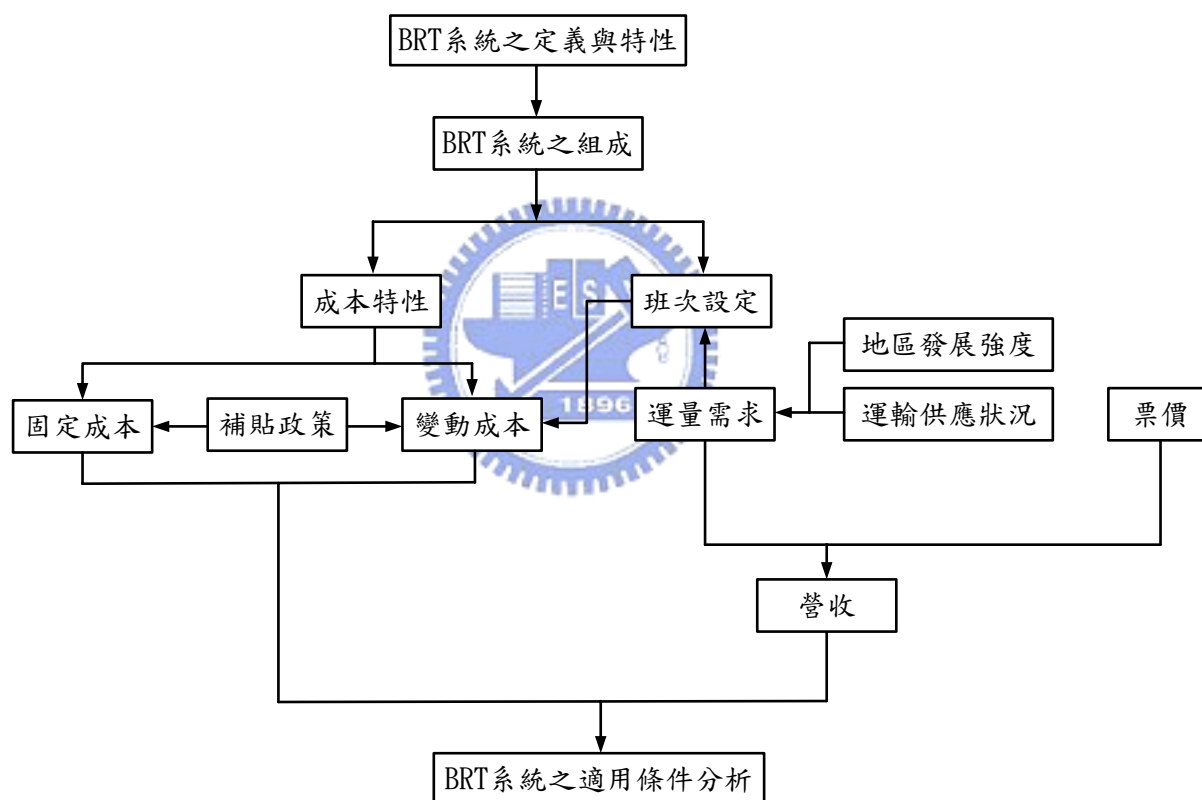 BRT系統之定義與特性
BRT系統之組成
成本特性
班次設定
地區發展強度
固定成本
補貼政策
變動成本
運量需求
運輸供應狀況
票價
營收
BRT系統之適用條件分析
E S
1896